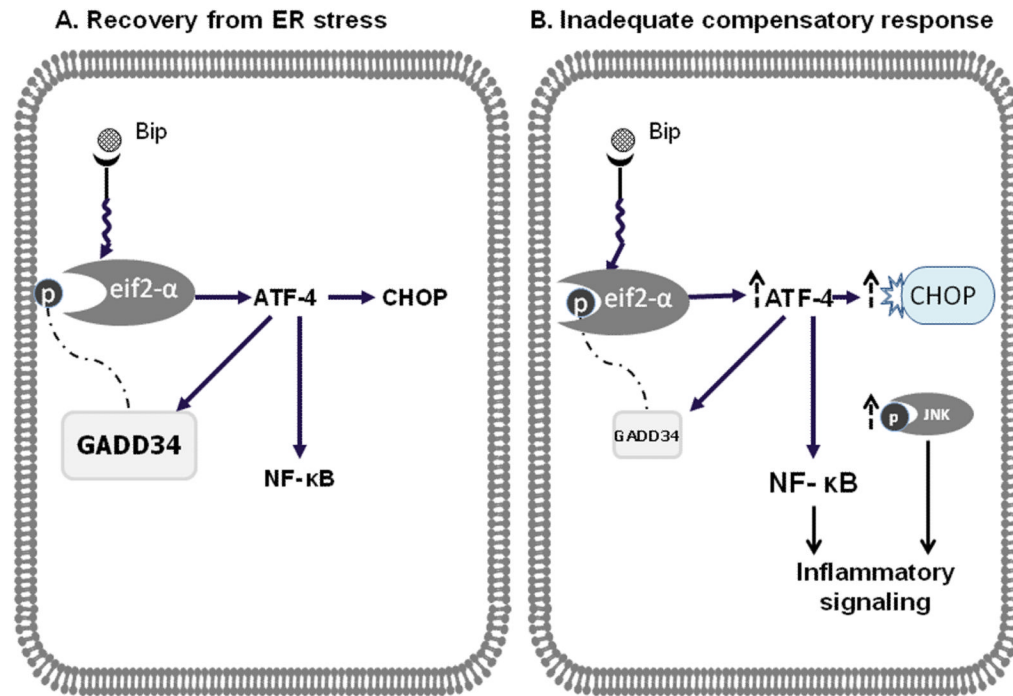 A. Recovery from ER stress
Bip
p
eif2-α
ATF-4
CHOP
GADD34
NF-κB
B. Inadequate compensatory response
Bip
p
eif2-α
ATF-4
CHOP
GADD34
p
JNK
NF- κB
Inflammatory
signaling